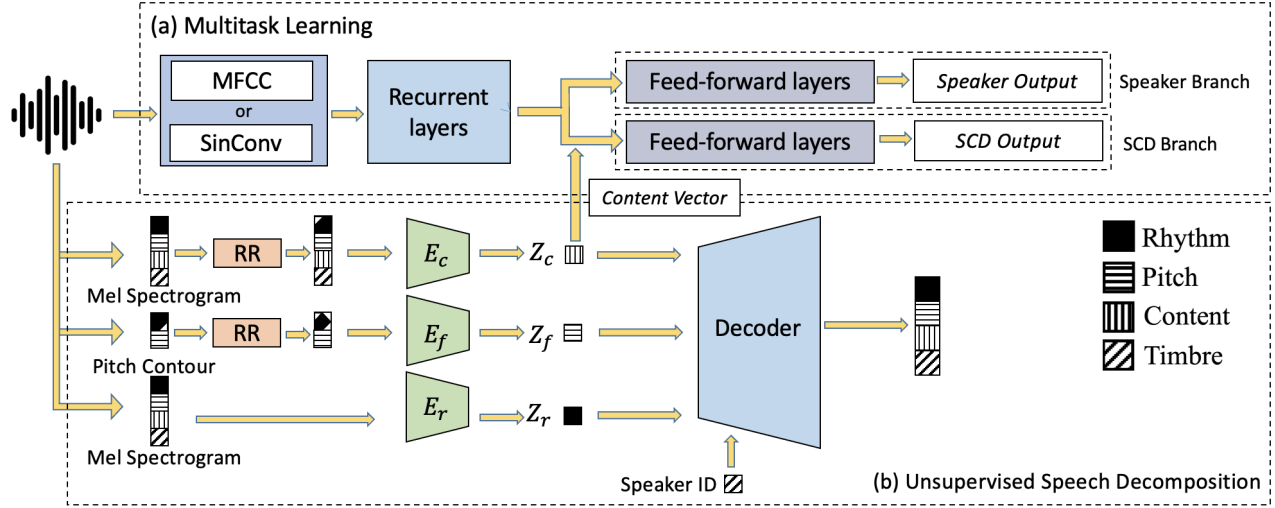 (a) Multitask Learning
MFCC
or
SinConv
Recurrent
layers
Feed-forward layers
Speaker Output
Speaker Branch
Feed-forward layers
SCD Output
SCD Branch
Content Vector
RR
E_c
Z_c
Mel Spectrogram
RR
E_f
Z_f
Pitch Contour
E_r
Z_r
Mel Spectrogram
Decoder
Speaker ID
Rhythm
Pitch
Content
Timbre
(b) Unsupervised Speech Decomposition